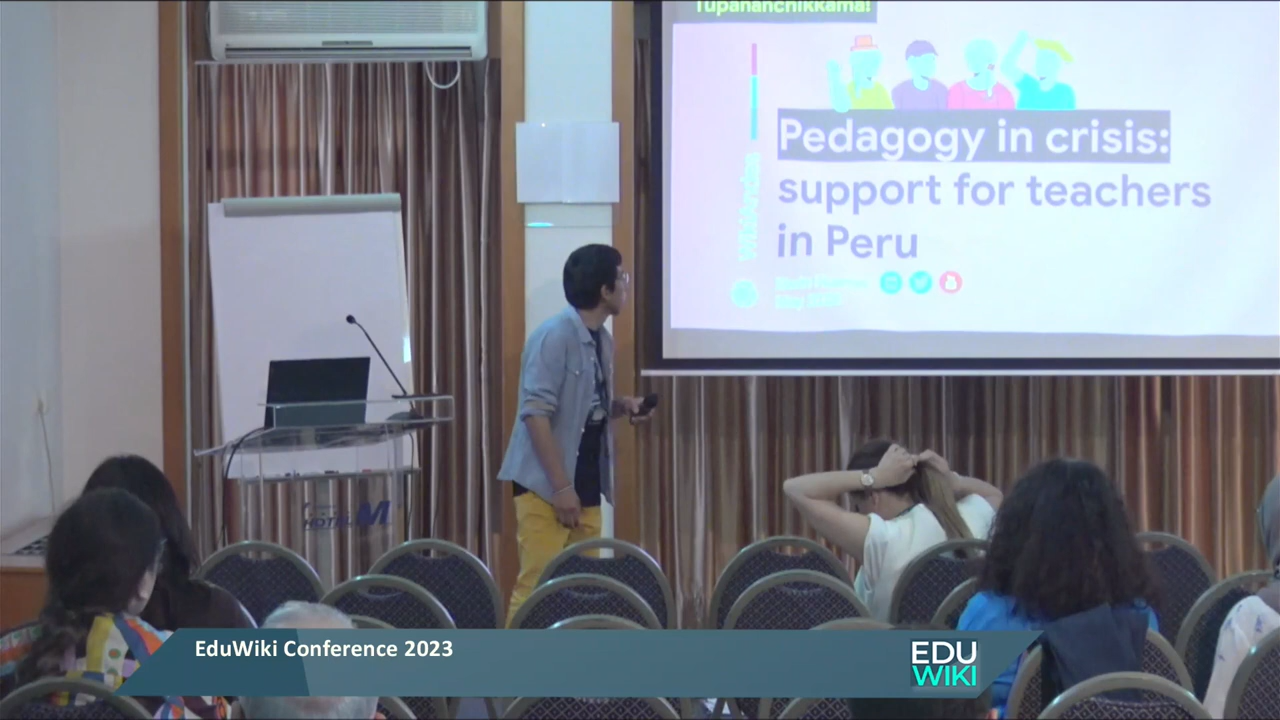 Tupananchikkama!
Pedagogy in crisis:
support for teachers
in Peru
HOTEL M
EduWiki Conference 2023
EDU
WIKI